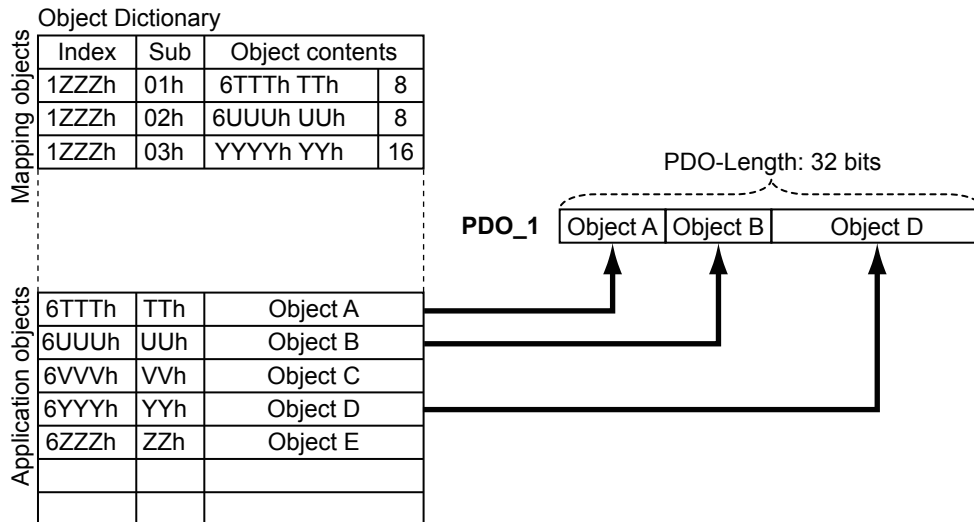 Object Dictionary
Mapping objects
Index Sub Object contents
1ZZZh 01h 6TTTh TTh 8
1ZZZh 02h 6UUUh UUh 8
1ZZZh 03h YYYYh YYh 16
PDO-Length: 32 bits
PDO_1 Object A Object B Object D
Application objects
6TTTh TTh Object A
6UUUh UUh Object B
6VVVh VVh Object C
6YYYh YYh Object D
6ZZZh ZZh Object E